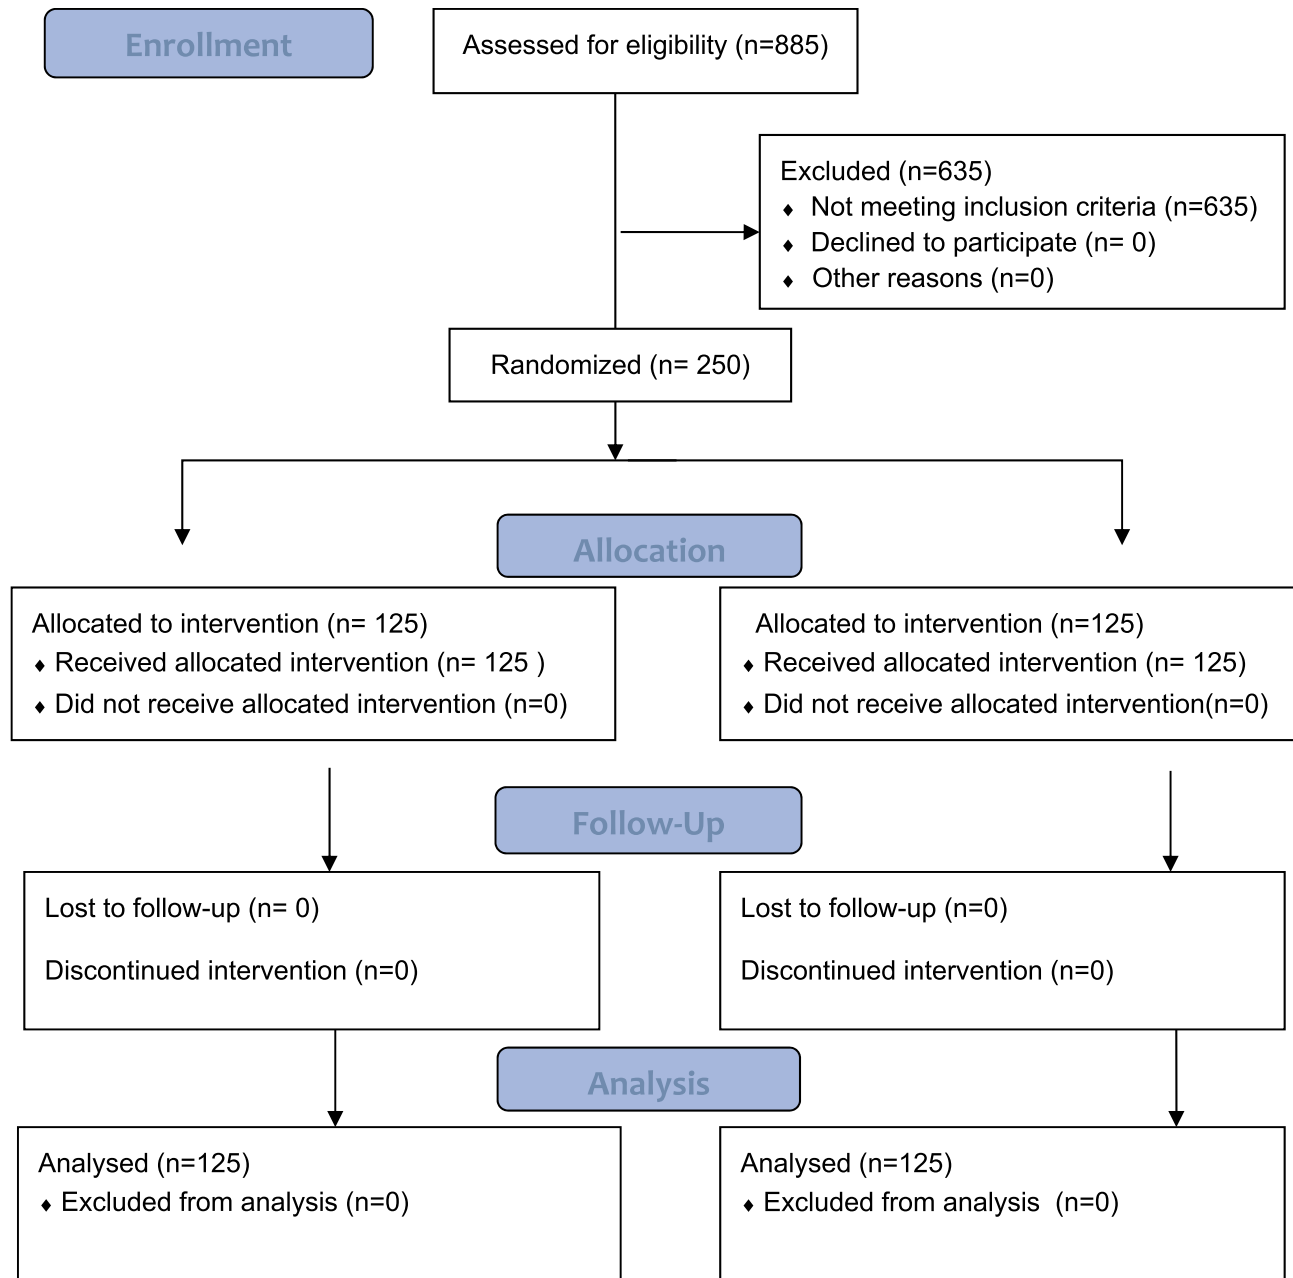 Enrollment
Assessed for eligibility (n=885)
Excluded (n=635)
♦ Not meeting inclusion criteria (n=635)
♦ Declined to participate (n= 0)
♦ Other reasons (n=0)
Randomized (n= 250)
Allocation
Allocated to intervention (n= 125)
♦ Received allocated intervention (n= 125 )
♦ Did not receive allocated intervention (n=0)
Allocated to intervention (n=125)
♦ Received allocated intervention (n= 125)
♦ Did not receive allocated intervention(n=0)
Follow-Up
Lost to follow-up (n= 0)
Discontinued intervention (n=0)
Lost to follow-up (n=0)
Discontinued intervention (n=0)
Analysis
Analysed (n=125)
♦ Excluded from analysis (n=0)
Analysed (n=125)
♦ Excluded from analysis  (n=0)